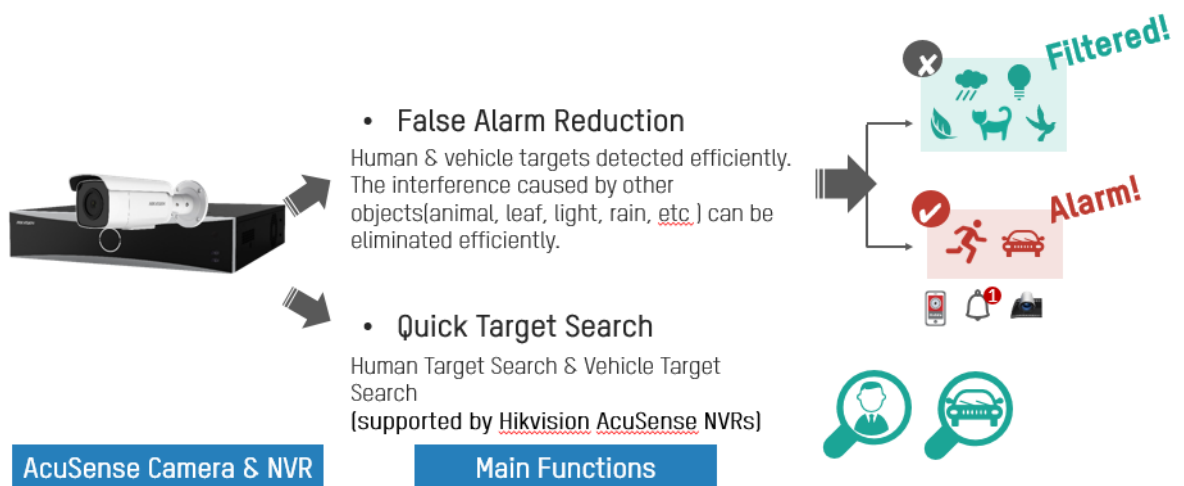 Filtered!
• False Alarm Reduction
Human & vehicle targets detected efficiently.
The interference caused by other
objects(animal, leaf, light, rain, etc ) can be
eliminated efficiently.
Alarm!
1
• Quick Target Search
Human Target Search & Vehicle Target
Search
(supported by Hikvision AcuSense NVRs)
AcuSense Camera & NVR
Main Functions